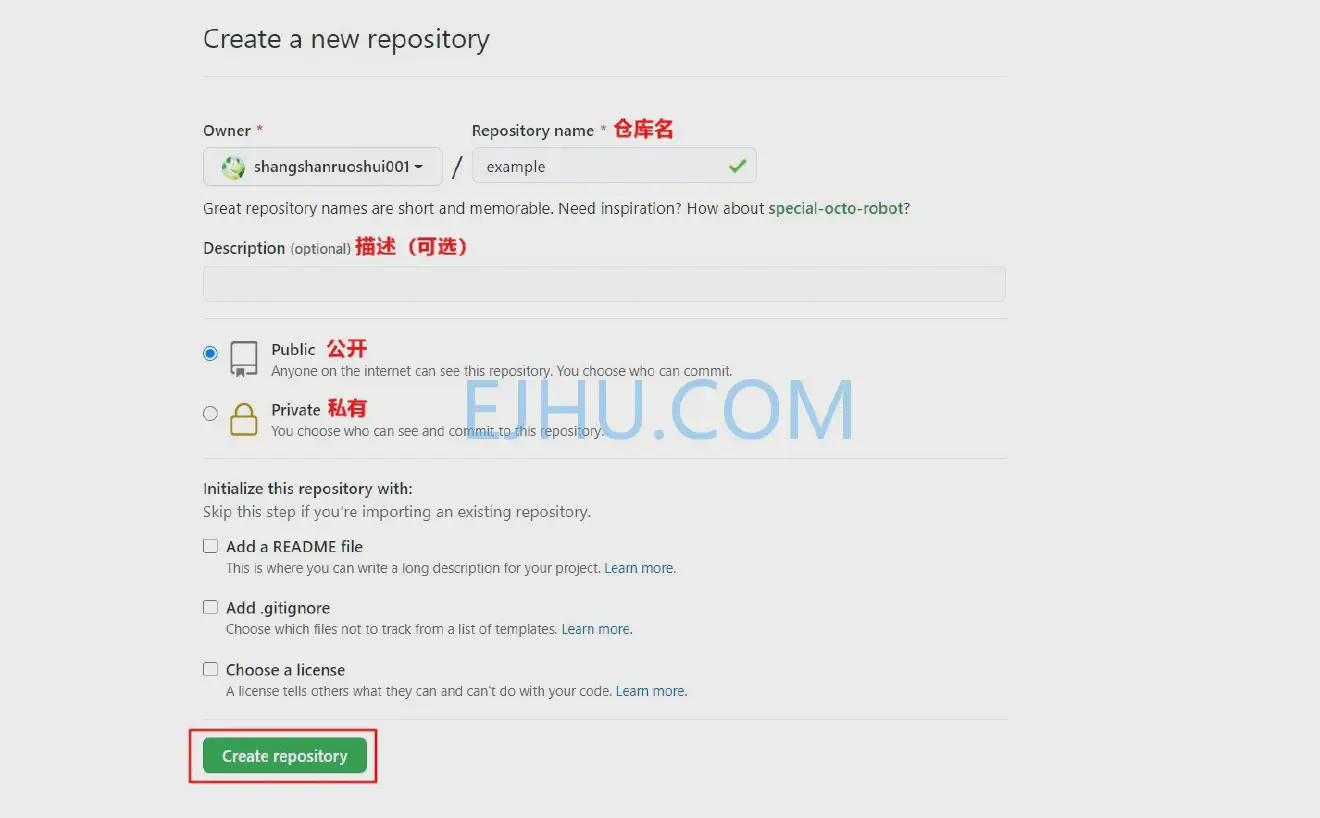 Create a new repository
Owner * Repository name * 仓库名
shangshanruoshui001 / example
Great repository names are short and memorable. Need inspiration? How about special-octo-robot?
Description (optional) 描述（可选）
Public 公开
Anyone on the internet can see this repository. You choose who can commit.
EJHU.COM
Private 私有
You choose who can see and commit to this repository.
Initialize this repository with:
Skip this step if you're importing an existing repository.
Add a README file
This is where you can write a long description for your project. Learn more.
Add .gitignore
Choose which files not to track from a list of templates. Learn more.
Choose a license
A license tells others what they can and can't do with your code. Learn more.
Create repository